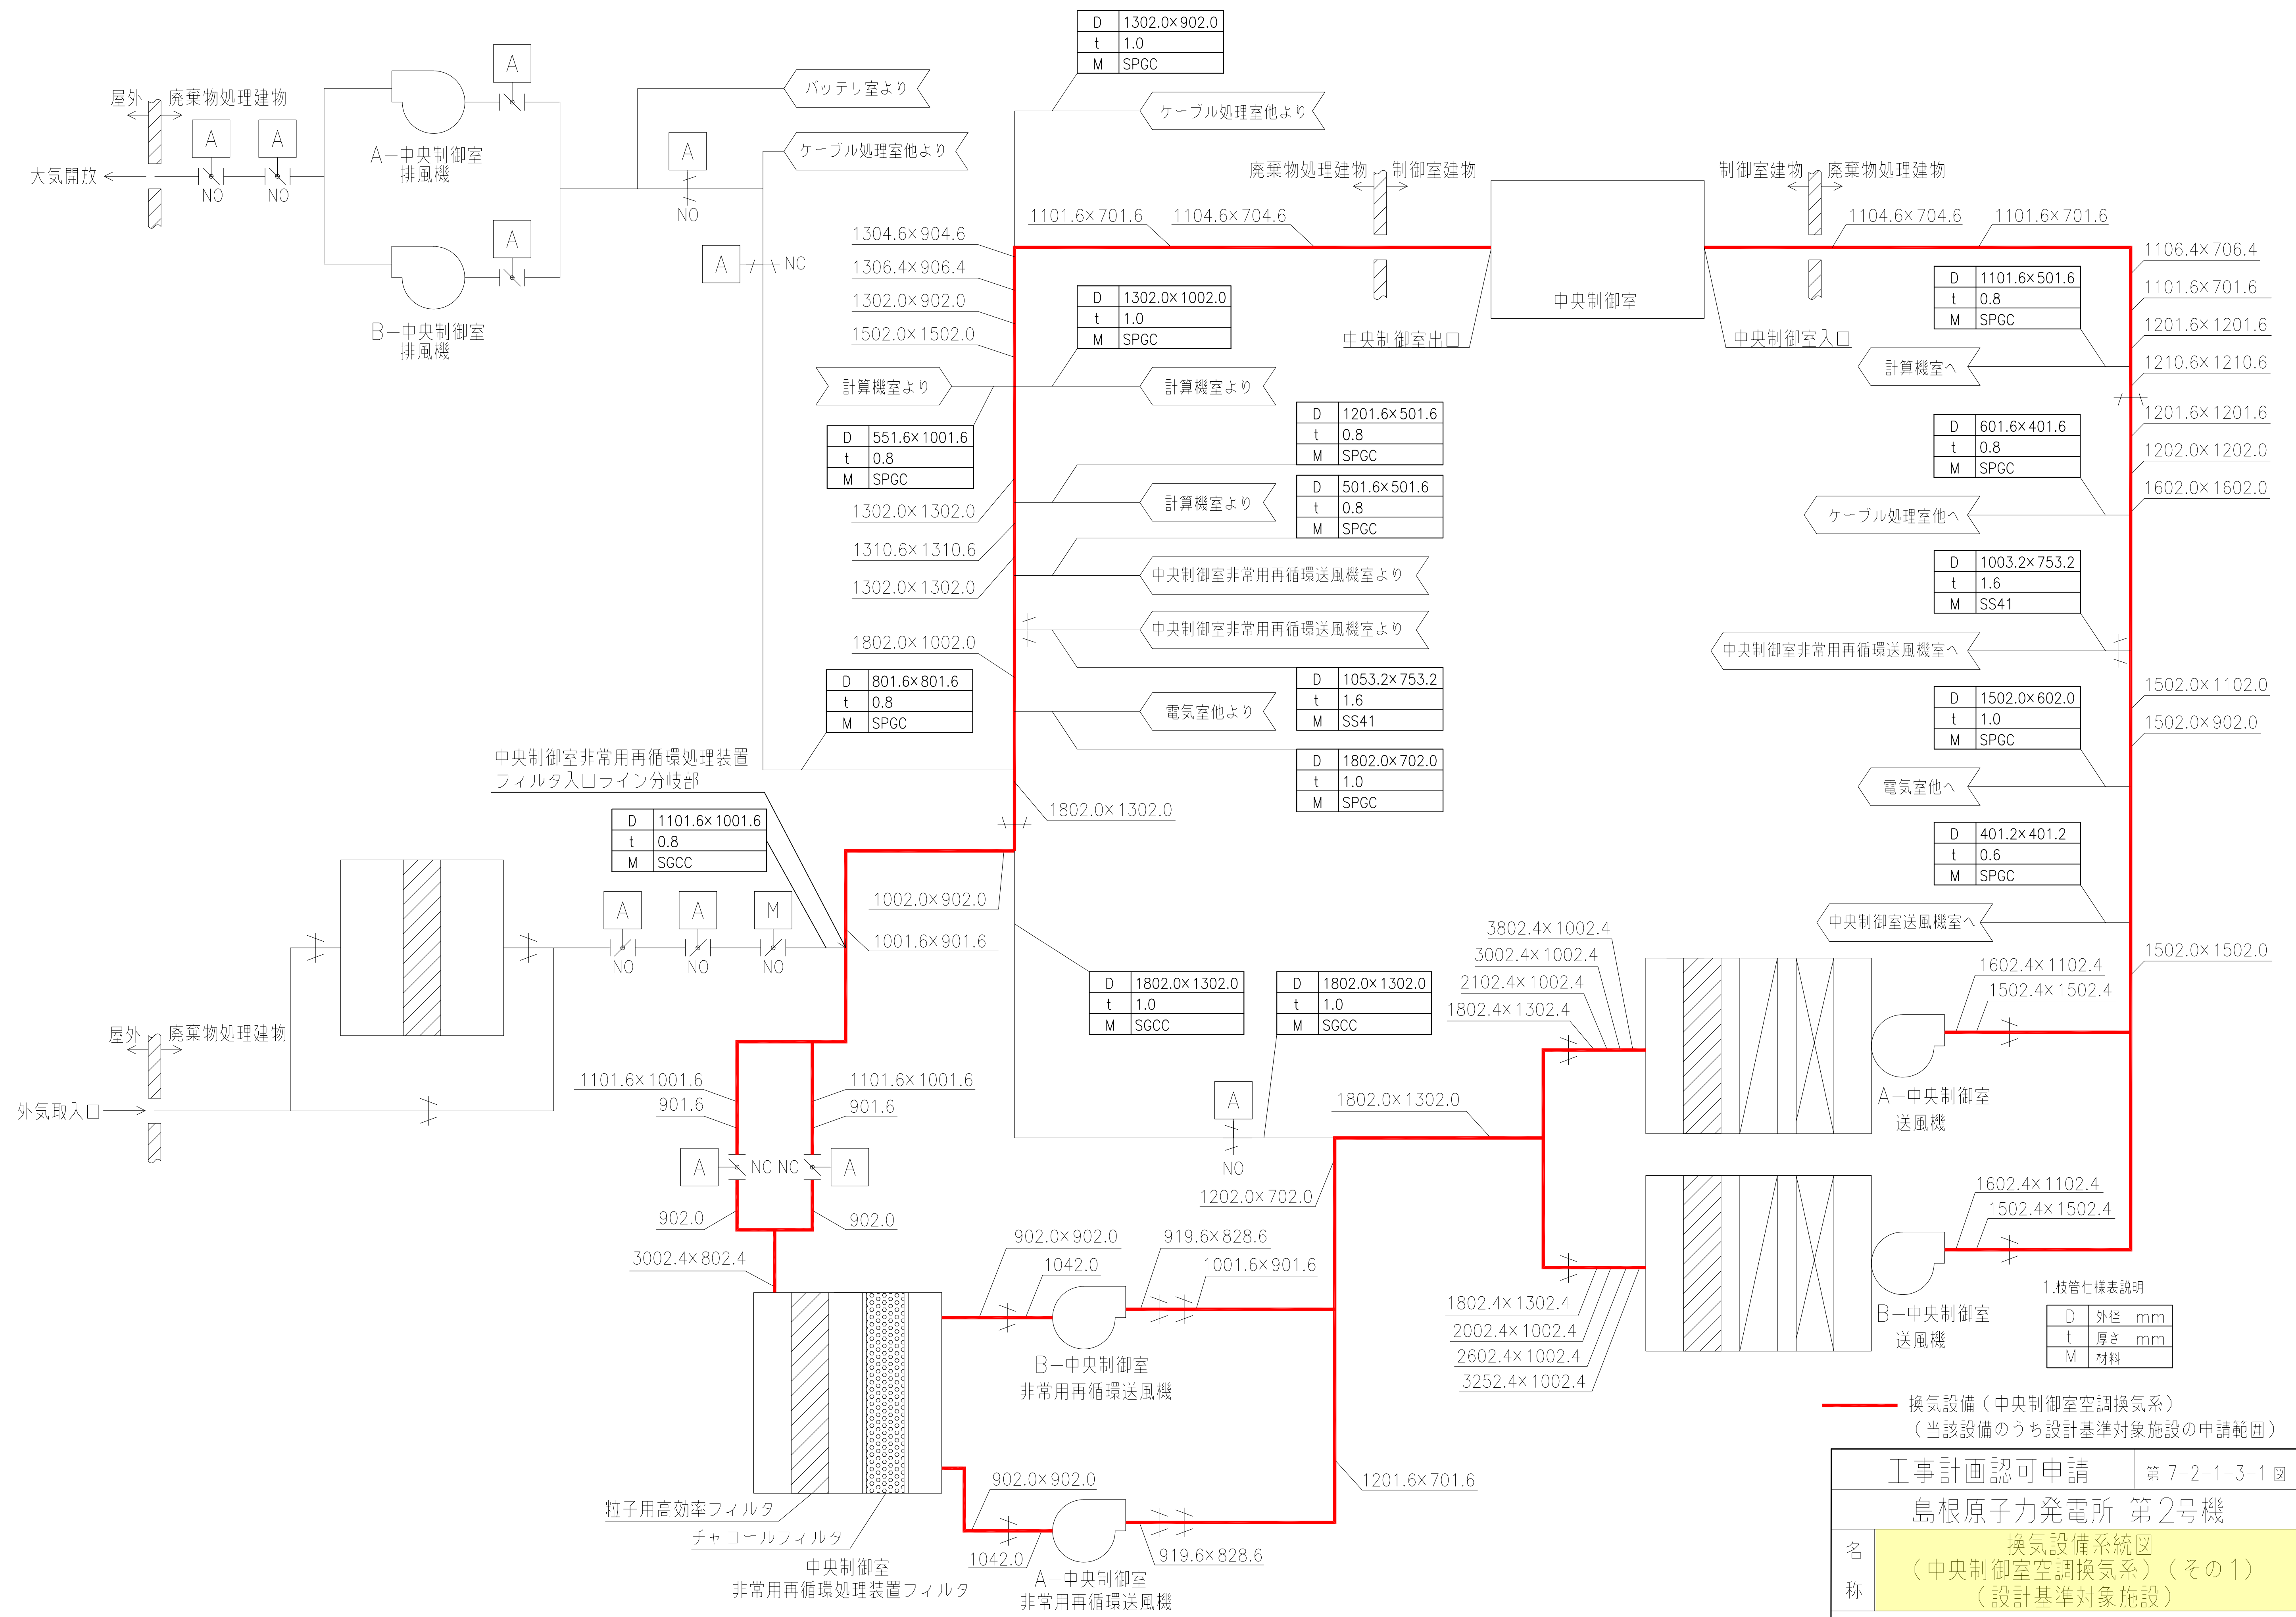 D 1302.0×902.0
t 1.0
M SPGC
バッテリ室より
ケーブル処理室他より
ケーブル処理室他より
屋外 廃棄物処理建物
大気開放
A
A
NO
NO
A
A
A−中央制御室
排風機
B−中央制御室
排風機
A
NO
A
NC
廃棄物処理建物 制御室建物
制御室建物 廃棄物処理建物
1101.6×701.6
1104.6×704.6
1104.6×704.6
1101.6×701.6
中央制御室
中央制御室出口
中央制御室入口
1304.6×904.6
1306.4×906.4
1302.0×902.0
1502.0×1502.0
D 1302.0×1002.0
t 1.0
M SPGC
計算機室より
計算機室より
D 551.6×1001.6
t 0.8
M SPGC
D 1201.6×501.6
t 0.8
M SPGC
計算機室より
D 501.6×501.6
t 0.8
M SPGC
1302.0×1302.0
1310.6×1310.6
1302.0×1302.0
中央制御室非常用再循環送風機室より
中央制御室非常用再循環送風機室より
1802.0×1002.0
D 801.6×801.6
t 0.8
M SPGC
D 1053.2×753.2
t 1.6
M SS41
電気室他より
D 1802.0×702.0
t 1.0
M SPGC
1106.4×706.4
1101.6×701.6
1201.6×1201.6
1210.6×1210.6
1201.6×1201.6
1202.0×1202.0
1602.0×1602.0
D 1101.6×501.6
t 0.8
M SPGC
計算機室へ
D 601.6×401.6
t 0.8
M SPGC
ケーブル処理室他へ
D 1003.2×753.2
t 1.6
M SS41
中央制御室非常用再循環送風機室へ
1502.0×1102.0
1502.0×902.0
D 1502.0×602.0
t 1.0
M SPGC
電気室他へ
D 401.2×401.2
t 0.6
M SPGC
中央制御室送風機室へ
1502.0×1502.0
中央制御室非常用再循環処理装置
フィルタ入口ライン分岐部
D 1101.6×1001.6
t 0.8
M SGCC
1802.0×1302.0
1002.0×902.0
1001.6×901.6
A
A
M
NO
NO
NO
屋外 廃棄物処理建物
外気取入口
1101.6×1001.6
901.6
1101.6×1001.6
901.6
A NC NC A
902.0
902.0
3002.4×802.4
D 1802.0×1302.0
t 1.0
M SGCC
D 1802.0×1302.0
t 1.0
M SGCC
A
NO
1802.0×1302.0
1202.0×702.0
3802.4×1002.4
3002.4×1002.4
2102.4×1002.4
1802.4×1302.4
1602.4×1102.4
1502.4×1502.4
A−中央制御室
送風機
1602.4×1102.4
1502.4×1502.4
B−中央制御室
送風機
1802.4×1302.4
2002.4×1002.4
2602.4×1002.4
3252.4×1002.4
902.0×902.0
1042.0
919.6×828.6
1001.6×901.6
B−中央制御室
非常用再循環送風機
902.0×902.0
1042.0
919.6×828.6
1201.6×701.6
A−中央制御室
非常用再循環送風機
粒子用高効率フィルタ
チャコールフィルタ
中央制御室
非常用再循環処理装置フィルタ
1.枝管仕様表説明
D 外径 mm
t 厚さ mm
M 材料
換気設備(中央制御室空調換気系)
(当該設備のうち設計基準対象施設の申請範囲)
工事計画認可申請 第 7-2-1-3-1 図
島根原子力発電所 第2号機
名称
換気設備系統図
(中央制御室空調換気系)(その1)
(設計基準対象施設)